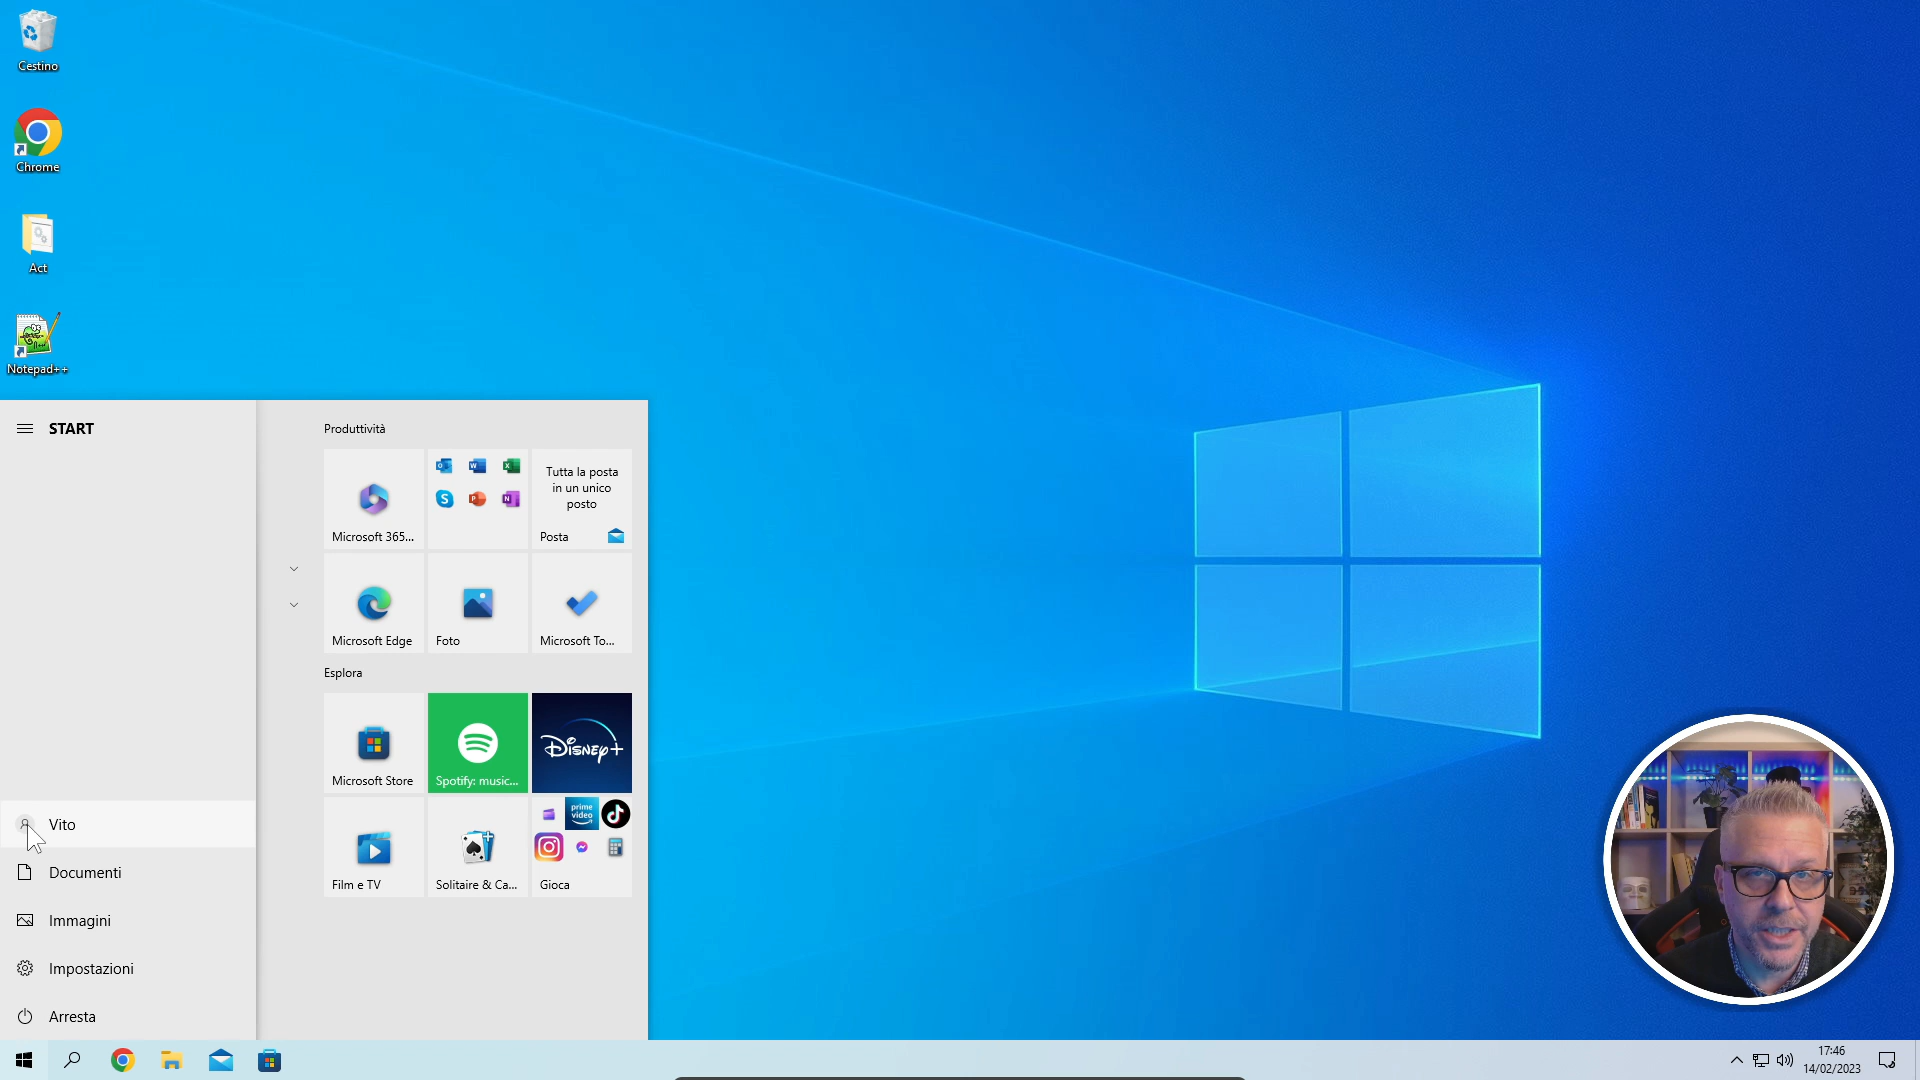 Cestino
Chrome
Act
Notepad++
START
Vito
Documenti
Immagini
Impostazioni
Arresta
Produttività
Microsoft 365...
Tutta la posta
in un unico
posto
Posta
Microsoft Edge
Foto
Microsoft To...
Esplora
Microsoft Store
Spotify: music...
Disney+
Film e TV
Solitaire & Ca...
prime
video
Gioca
17:46
14/02/2023